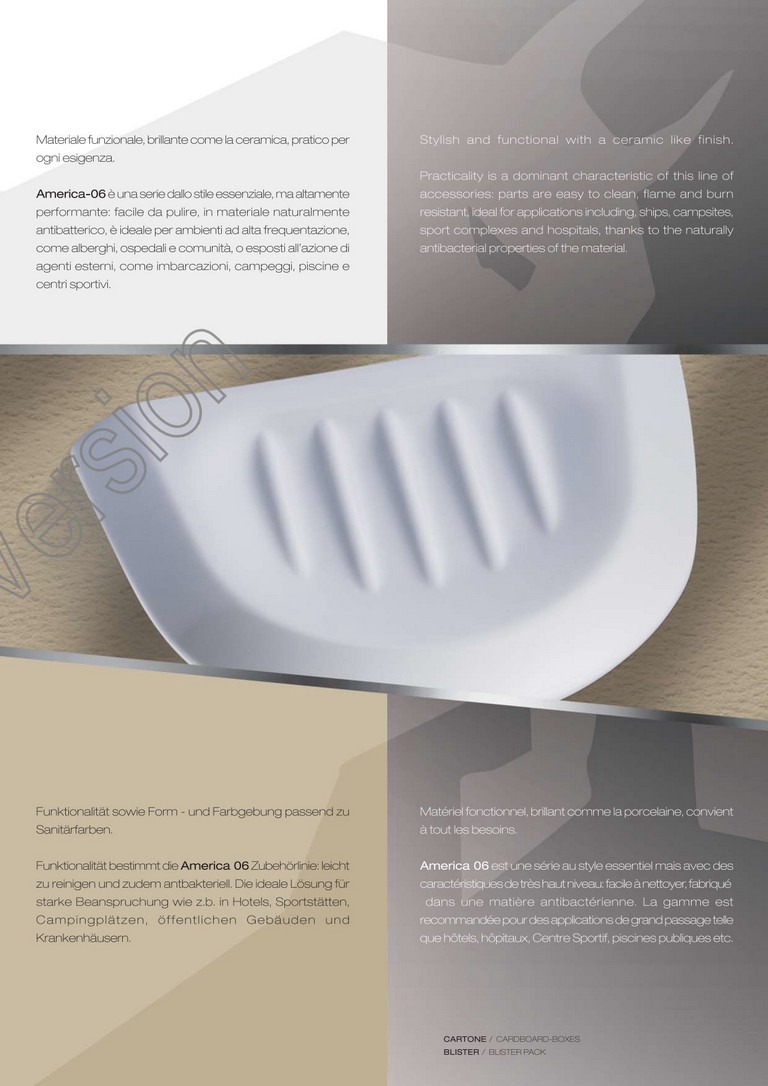 Materiale funzionale, brillante come la ceramica, pratico per
ogni esigenza.
America-06 è una serie dallo stile essenziale, ma altamente
performante: facile da pulire, in materiale naturalmente
antibatterico, è ideale per ambienti ad alta frequentazione,
come alberghi, ospedali e comunità, o esposti all'azione di
agenti esterni, come imbarcazioni, campeggi, piscine e
centri sportivi.
Stylish and functional with a ceramic like finish.
Practicality is a dominant characteristic of this line of
accessories: parts are easy to clean, flame and burn
resistant, ideal for applications including, ships, campsites,
sport complexes and hospitals, thanks to the naturally
antibacterial properties of the material.
version
Funktionalität sowie Form - und Farbgebung passend zu
Sanitärfarben.
Funktionalität bestimmt die America 06 Zubehörlinie: leicht
zu reinigen und zudem antbakteriell. Die ideale Lösung für
starke Beanspruchung wie z.b. in Hotels, Sportstätten,
Campingplätzen, öffentlichen Gebäuden und
Krankenhäusern.
Matériel fonctionnel, brillant comme la porcelaine, convient
à tout les besoins.
America 06 est une série au style essentiel mais avec des
caractéristiques de très haut niveau: facile à nettoyer, fabriqué
dans une matière antibactérienne. La gamme est
recommandée pour des applications de grand passage telle
que hôtels, hôpitaux, Centre Sportif, piscines publiques etc.
CARTONE / CARDBOARD-BOXES
BLISTER / BLISTER PACK